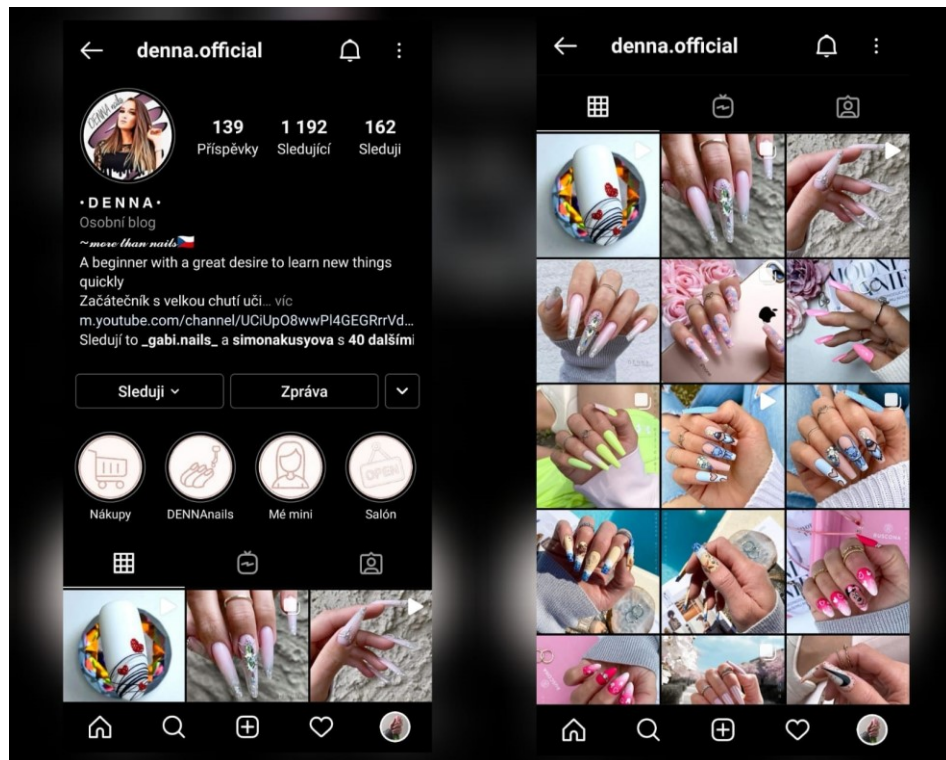 denna.official
DENNA nails
139
1 192
162
Příspěvky
Sledující
Sleduji
• D E N N A •
Osobní blog
~more than nails
A beginner with a great desire to learn new things
quickly
Začátečník s velkou chutí uči... víc
m.youtube.com/channel/UCiUpO8wwPl4GEGRrrVd...
Sledují to _gabi.nails_ a simonakusyova s 40 dalšími
Sleduji
Zpráva
OPEN
Nákupy
DENNAnails
Mé mini
Salón
denna.official